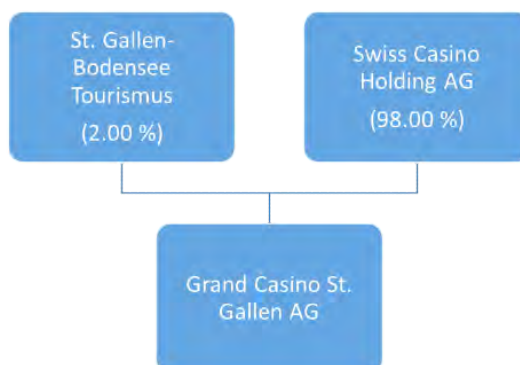 St. Gallen-
Bodensee
Tourismus
(2.00 %)
Swiss Casino
Holding AG
(98.00 %)
Grand Casino St.
Gallen AG